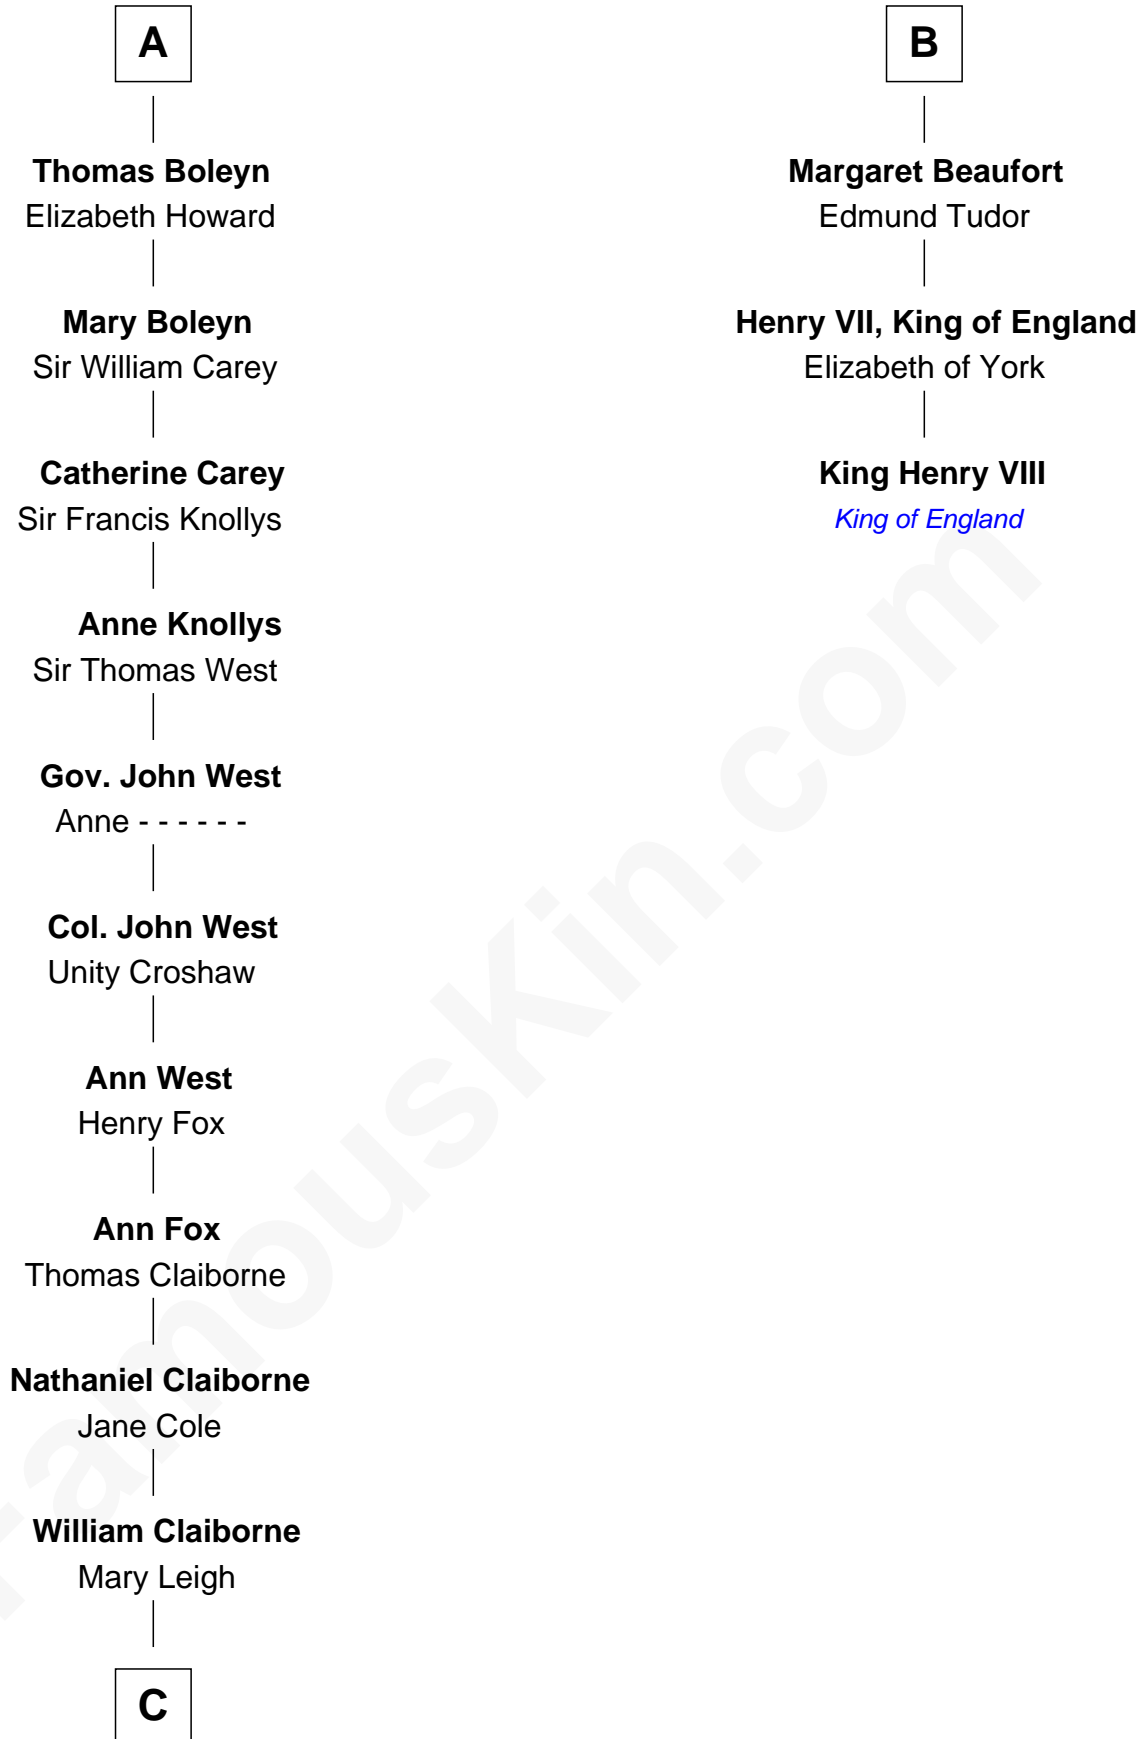 A
Thomas Boleyn
Elizabeth Howard
Mary Boleyn
Sir William Carey
Catherine Carey
Sir Francis Knollys
Anne Knollys
Sir Thomas West
Gov. John West
Anne - - - - - -
Col. John West
Unity Croshaw
Ann West
Henry Fox
Ann Fox
Thomas Claiborne
Nathaniel Claiborne
Jane Cole
William Claiborne
Mary Leigh
C
B
Margaret Beaufort
Edmund Tudor
Henry VII, King of England
Elizabeth of York
King Henry VIII
King of England
FamousKin.com